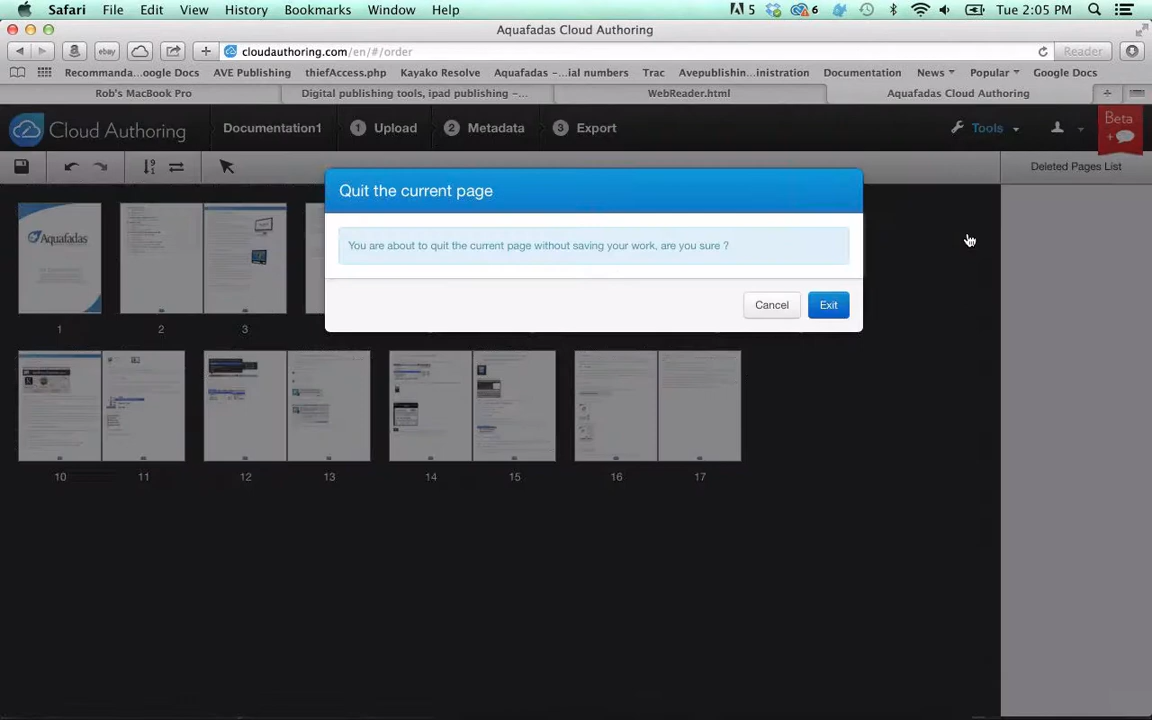 Safari File Edit View History Bookmarks Window Help 5 6 Tue 2:05 PM
Aquafadas Cloud Authoring
ebay cloudauthoring.com/en/#/order Reader
Recommanda...oogle Docs AVE Publishing thiefAccess.php Kayako Resolve Aquafadas –...ial numbers Trac Avepublishin...inistration Documentation News Popular Google Docs
Rob's MacBook Pro Digital publishing tools, ipad publishing –... WebReader.html Aquafadas Cloud Authoring
Cloud Authoring Documentation1 1 Upload 2 Metadata 3 Export Tools Beta
Deleted Pages List
Quit the current page
You are about to quit the current page without saving your work, are you sure ?
Cancel Exit
Aquafadas
1 2 3
10 11 12 13 14 15 16 17